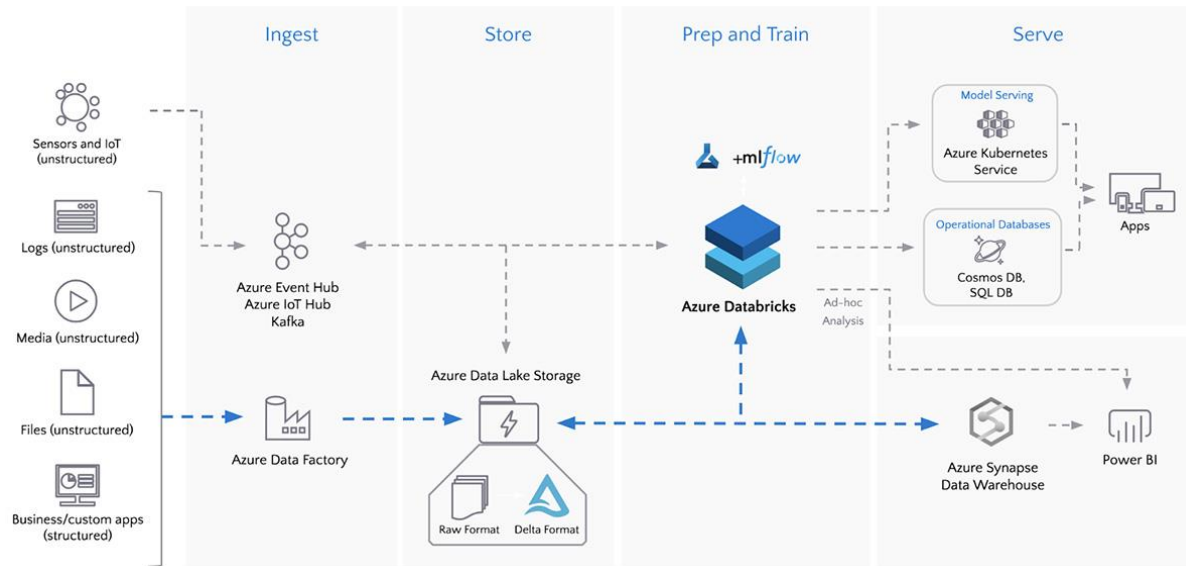 Ingest
Store
Prep and Train
Serve
Sensors and IoT
(unstructured)
Logs (unstructured)
Media (unstructured)
Files (unstructured)
Business/custom apps
(structured)
Azure Event Hub
Azure IoT Hub
Kafka
Azure Data Factory
Azure Data Lake Storage
Raw Format
Delta Format
+mlflow
Azure Databricks
Ad-hoc
Analysis
Model Serving
Azure Kubernetes
Service
Operational Databases
Cosmos DB,
SQL DB
Apps
Azure Synapse
Data Warehouse
Power BI